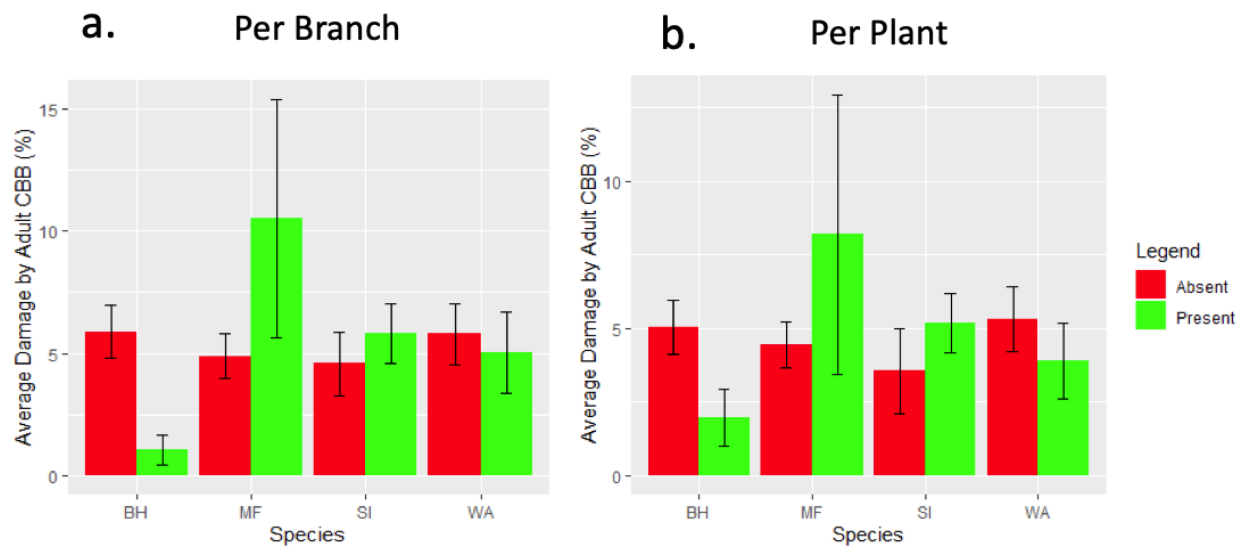 a. Per Branch
Average Damage by Adult CBB (%)
15
10
5
0
BH MF SI WA
Species
b. Per Plant
Average Damage by Adult CBB (%)
10
5
0
BH MF SI WA
Species
Legend
Absent
Present